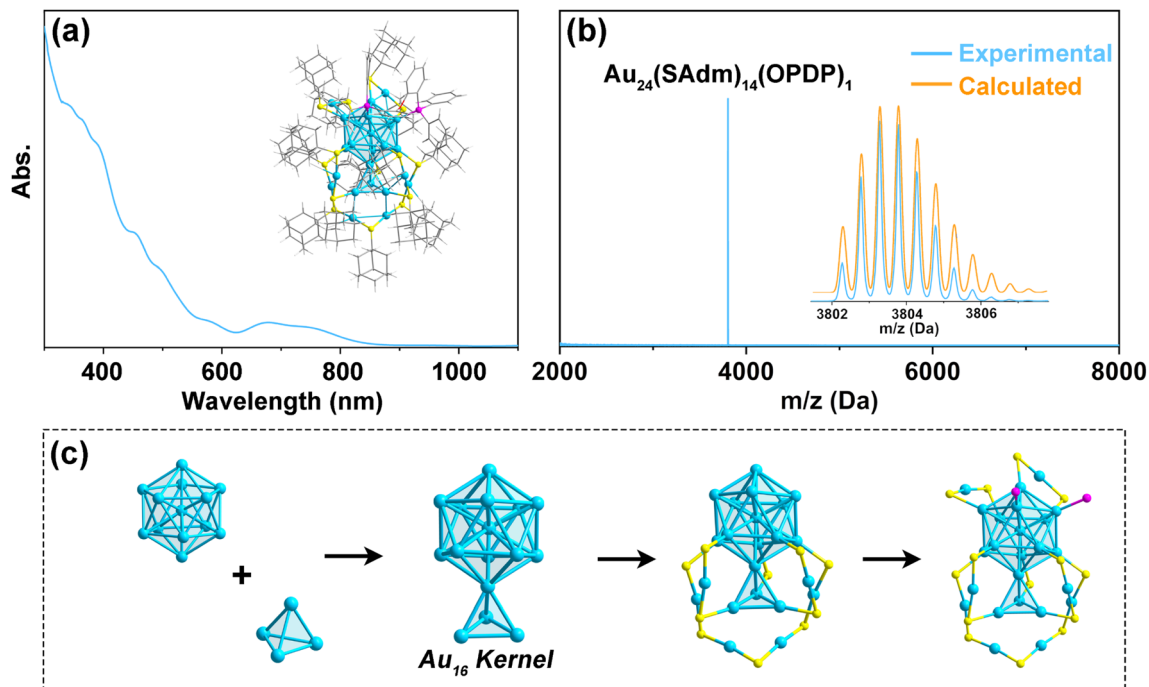 (a)
Abs.
400 600 800 1000
Wavelength (nm)
(b)
Experimental
Calculated
Au₂₄(SAdm)₁₄(OPDP)₁
3802 3804 3806
m/z (Da)
2000 4000 6000 8000
m/z (Da)
(c)
+
Au₁₆ Kernel